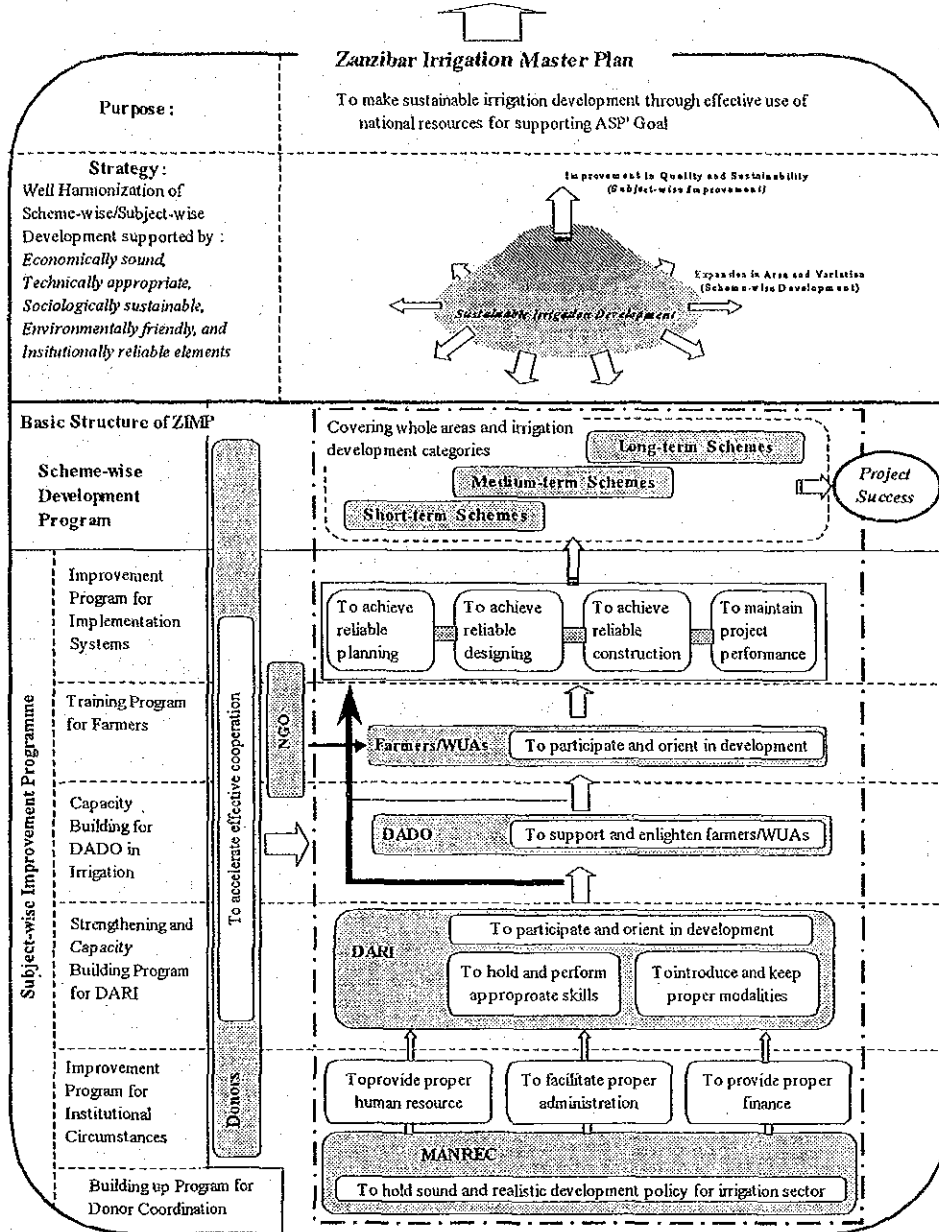 Zanzibar Irrigation Master Plan
Purpose :
To make sustainable irrigation development through effective use of
national resources for supporting ASP' Goal
Strategy :
Well Harmonization of
Scheme-wise/Subject-wise
Development supported by :
Economically sound,
Technically appropriate,
Sociologically sustainable,
Environmentally friendly, and
Insitutionally reliable elements
Improvement in Quality and Sustainability
(Subject-wise Improvement)
Expansion in Area and Variation
(Scheme-wise Development)
Sustainable Irrigation Development
Basic Structure of ZIMP
Scheme-wise
Development
Program
Covering whole areas and irrigation
development categories
Long-term Schemes
Medium-term Schemes
Short-term Schemes
Project
Success
Subject-wise Improvement Programme
Improvement
Program for
Implementation
Systems
To achieve
reliable
planning
To achieve
reliable
designing
To achieve
reliable
construction
To maintain
project
performance
Training Program
for Farmers
NGO
Farmers/WUAs
To participate and orient in development
Capacity
Building for
DADO in
Irrigation
DADO
To support and enlighten farmers/WUAs
To accelerate effective cooperation
Donors
Strengthening and
Capacity
Building Program
for DARI
DARI
To participate and orient in development
To hold and perform
approproate skills
To introduce and keep
proper modalities
Improvement
Program for
Institutional
Circumstances
To provide proper
human resource
To facilitate proper
administration
To provide proper
finance
MANREC
To hold sound and realistic development policy for irrigation sector
Building up Program for
Donor Coordination